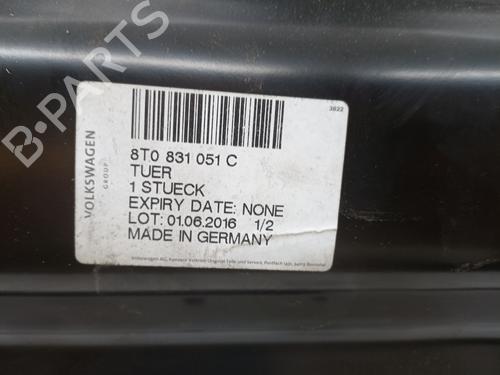 3622
8T0 831 051 C
TUER
1 STUECK
EXPIRY DATE: NONE
LOT: 01.06.2016 1/2
MADE IN GERMANY
VOLKSWAGEN
GROUP
B-PARTS